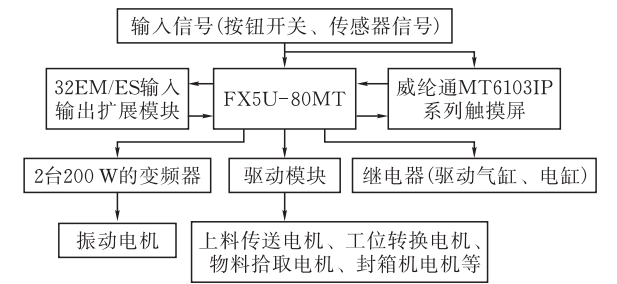 输入信号(按钮开关、传感器信号)
32EM/ES输入
输出扩展模块
FX5U-80MT
威纶通MT6103IP
系列触摸屏
2台200 W的变频器
驱动模块
继电器(驱动气缸、电缸)
振动电机
上料传送电机、工位转换电机、
物料拾取电机、封箱机电机等